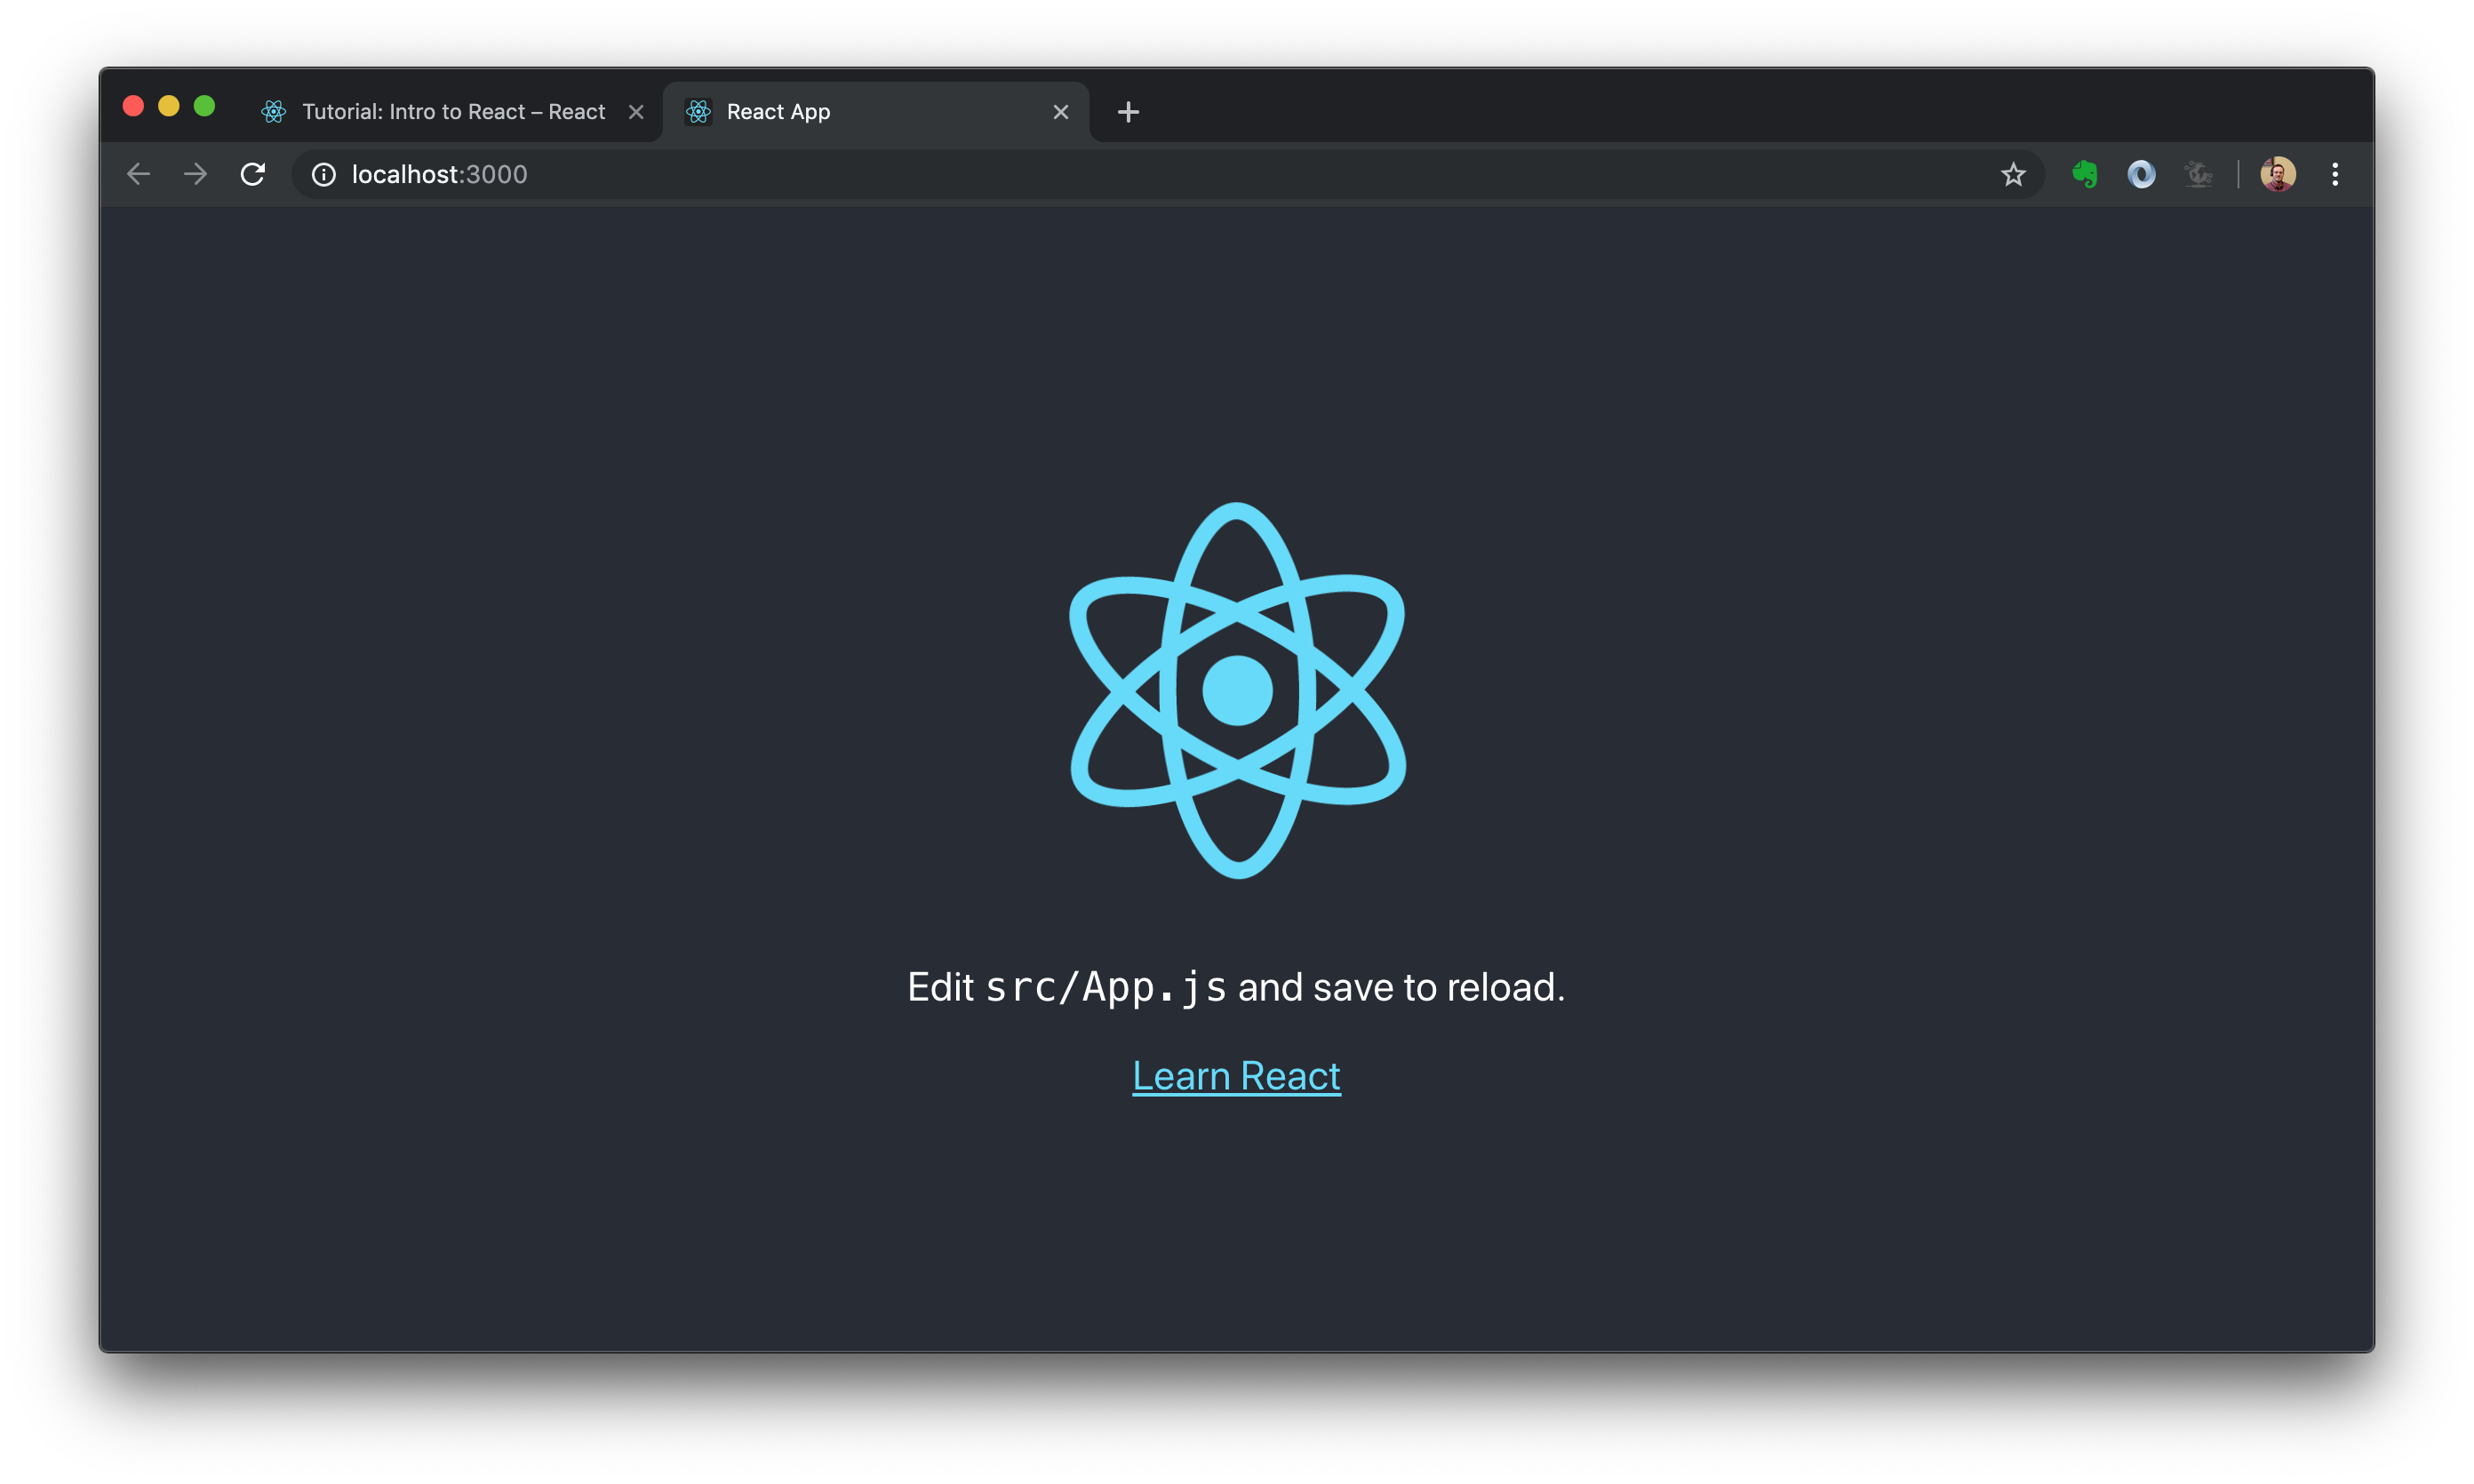 Tutorial: Intro to React – React
React App
localhost:3000
Edit src/App.js and save to reload.
Learn React